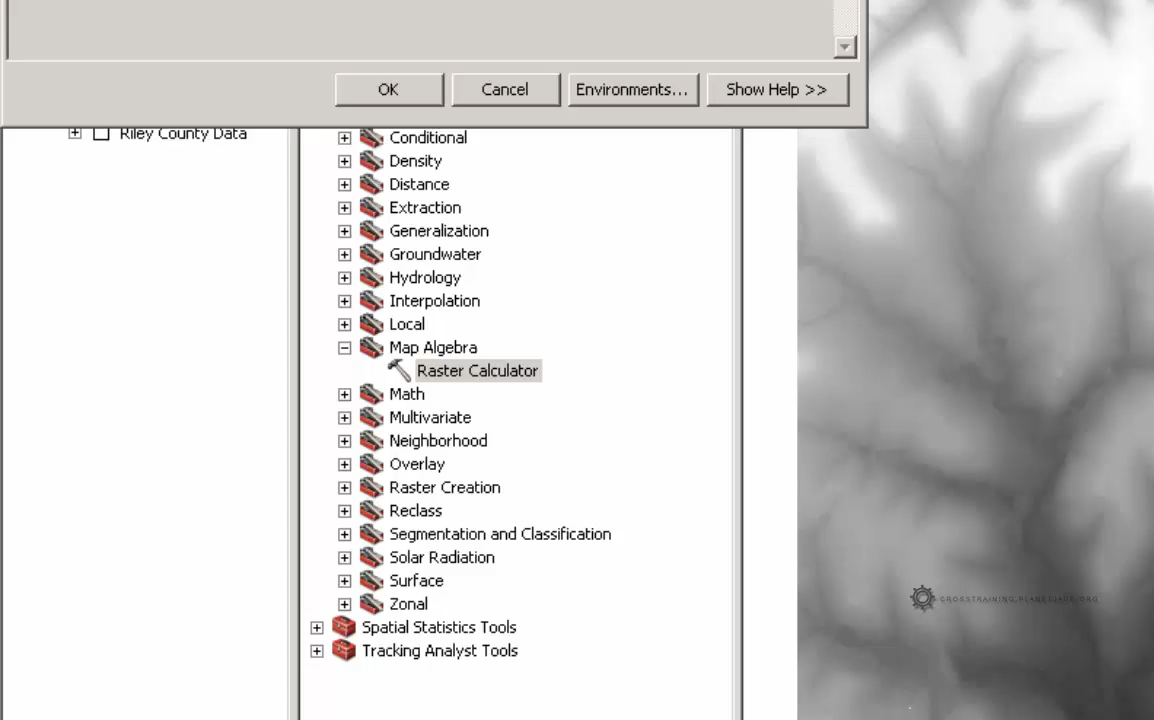 OK
Cancel
Environments...
Show Help >>
Riley County Data
Conditional
Density
Distance
Extraction
Generalization
Groundwater
Hydrology
Interpolation
Local
Map Algebra
Raster Calculator
Math
Multivariate
Neighborhood
Overlay
Raster Creation
Reclass
Segmentation and Classification
Solar Radiation
Surface
Zonal
Spatial Statistics Tools
Tracking Analyst Tools